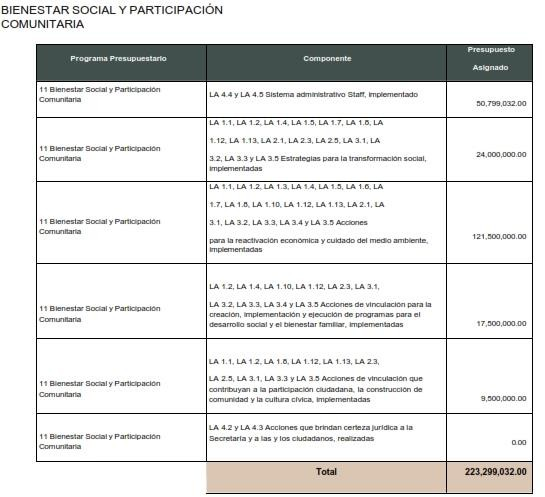 BIENESTAR SOCIAL Y PARTICIPACIÓN
COMUNITARIA
Programa Presupuestario
Componente
Presupuesto
Asignado
11 Bienestar Social y Participación
Comunitaria
LA 4.4 y LA 4.5 Sistema administrativo Staff, implementado
50,799,032.00
11 Bienestar Social y Participación
Comunitaria
LA 1.1, LA 1.2, LA 1.4, LA 1.5, LA 1.7, LA 1.8, LA
1.12, LA 1.13, LA 2.1, LA 2.3, LA 2.5, LA 3.1, LA
3.2, LA 3.3 y LA 3.5 Estrategias para la transformación social,
implementadas
24,000,000.00
11 Bienestar Social y Participación
Comunitaria
LA 1.1, LA 1.2, LA 1.3, LA 1.4, LA 1.5, LA 1.6, LA
1.7, LA 1.8, LA 1.10, LA 1.12, LA 1.13, LA 2.1, LA
3.1, LA 3.2, LA 3.3, LA 3.4 y LA 3.5 Acciones
para la reactivación económica y cuidado del medio ambiente,
implementadas
121,500,000.00
11 Bienestar Social y Participación
Comunitaria
LA 1.2, LA 1.4, LA 1.10, LA 1.12, LA 2.3, LA 3.1,
LA 3.2, LA 3.3, LA 3.4 y LA 3.5 Acciones de vinculación para la
creación, implementación y ejecución de programas para el
desarrollo social y el bienestar familiar, implementadas
17,500,000.00
11 Bienestar Social y Participación
Comunitaria
LA 1.1, LA 1.2, LA 1.8, LA 1.12, LA 1.13, LA 2.3,
LA 2.5, LA 3.1, LA 3.3 y LA 3.5 Acciones de vinculación que
contribuyan a la participación ciudadana, la construcción de
comunidad y la cultura cívica, implementadas
9,500,000.00
11 Bienestar Social y Participación
Comunitaria
LA 4.2 y LA 4.3 Acciones que brindan certeza jurídica a la
Secretaría y a las y los ciudadanos, realizadas
0.00
Total
223,299,032.00